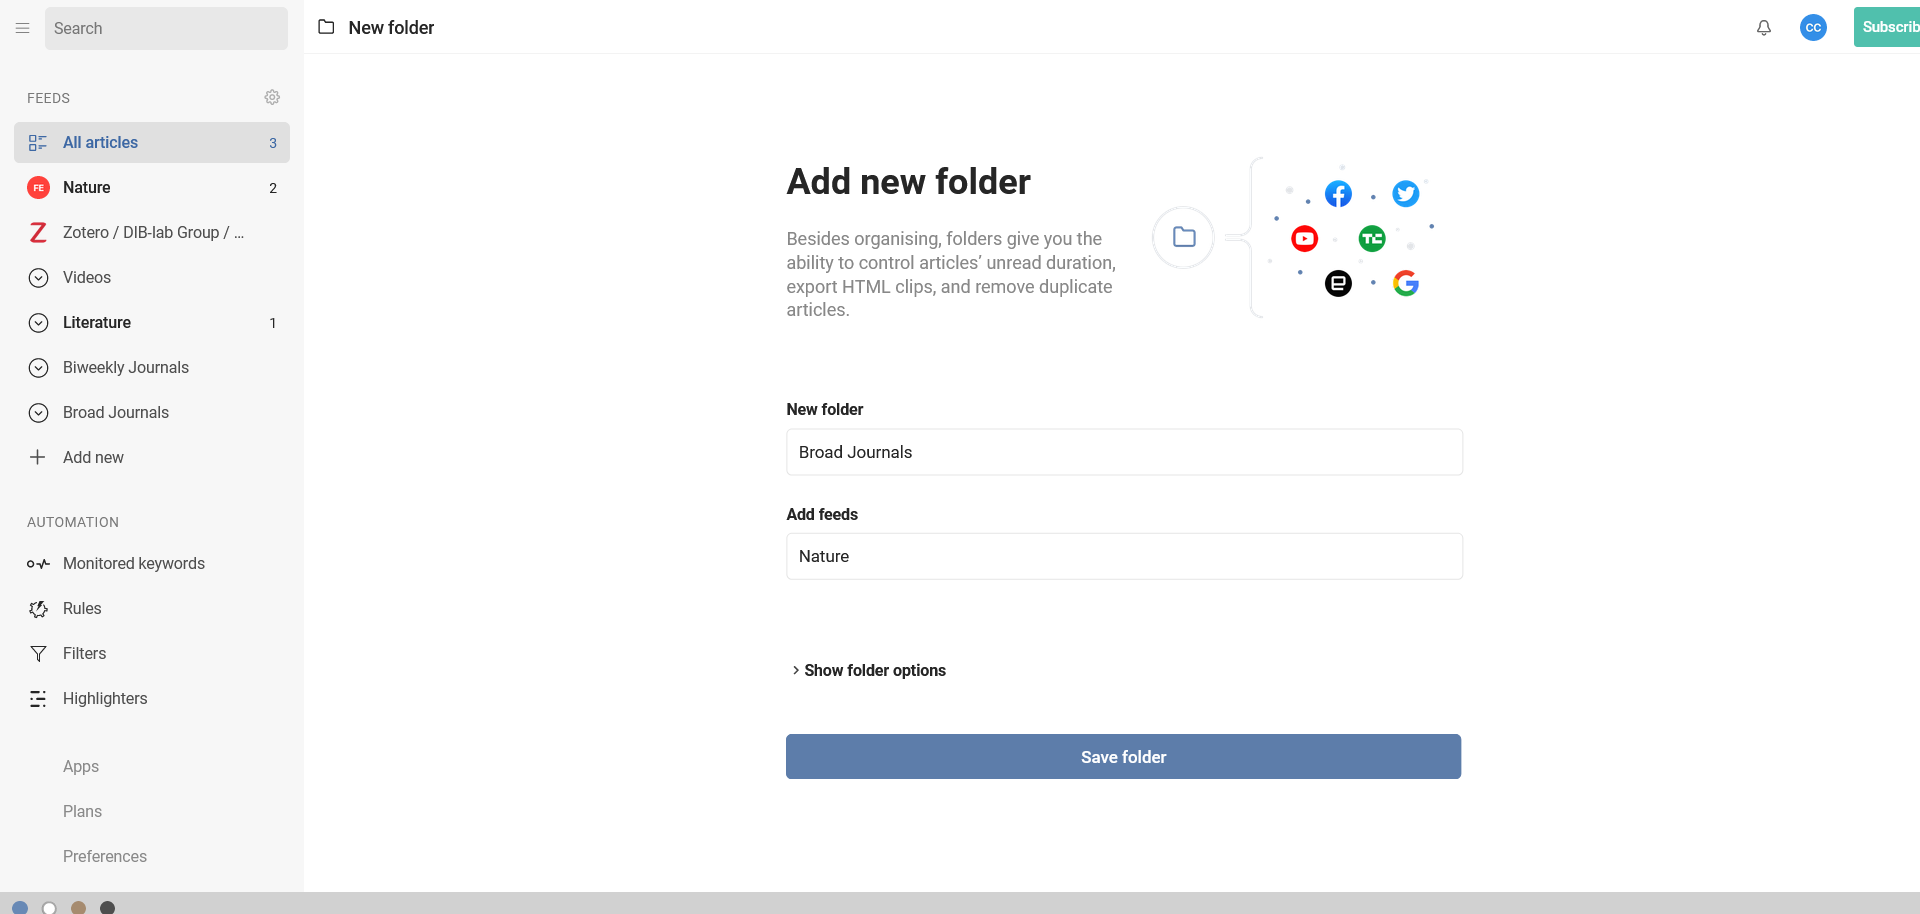 Search
New folder
CC
Subscrib
FEEDS
All articles 3
FE Nature 2
Zotero / DIB-lab Group / ...
Videos
Literature 1
Biweekly Journals
Broad Journals
Add new
AUTOMATION
Monitored keywords
Rules
Filters
Highlighters
Apps
Plans
Preferences
Add new folder
Besides organising, folders give you the
ability to control articles’ unread duration,
export HTML clips, and remove duplicate
articles.
New folder
Broad Journals
Add feeds
Nature
Show folder options
Save folder